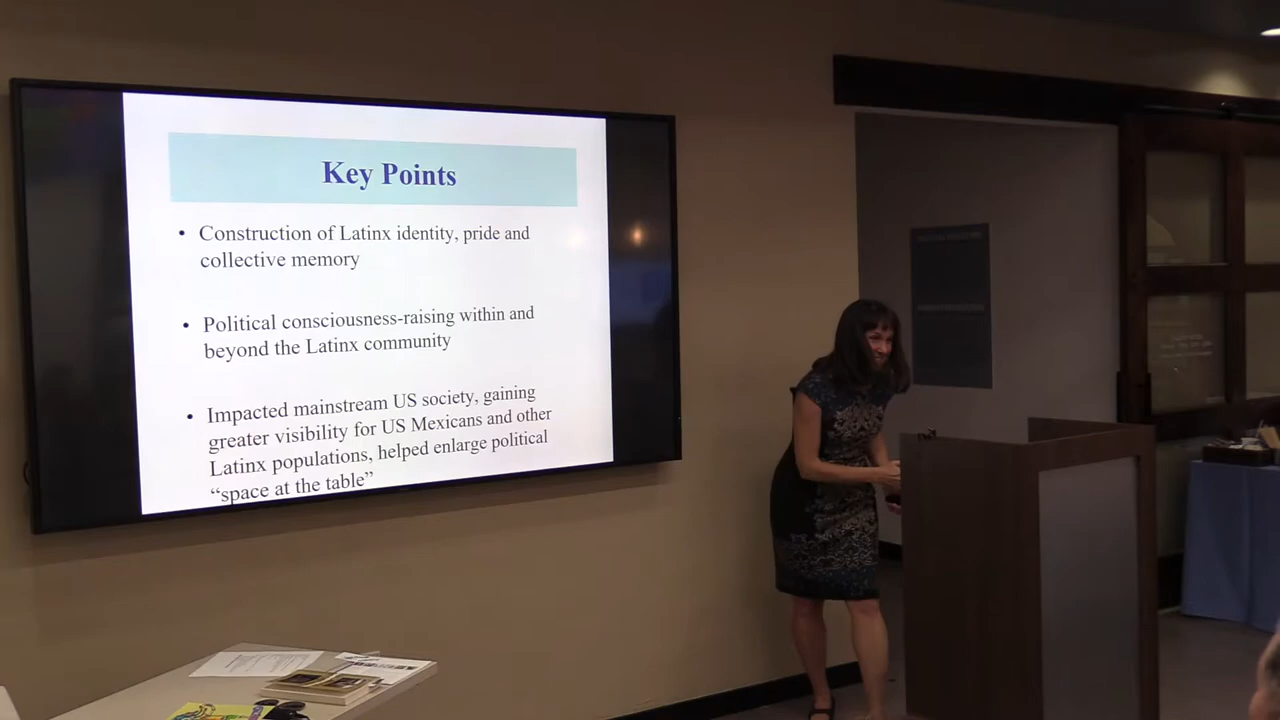 Key Points
• Construction of Latinx identity, pride and
collective memory
• Political consciousness-raising within and
beyond the Latinx community
• Impacted mainstream US society, gaining
greater visibility for US Mexicans and other
Latinx populations, helped enlarge political
“space at the table”